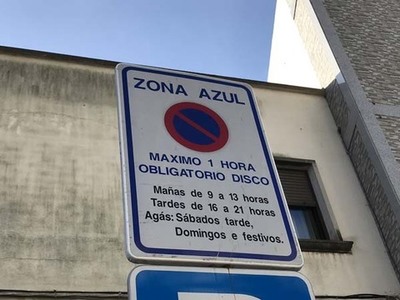 ZONA AZUL
MAXIMO 1 HORA
OBLIGATORIO DISCO
Mañas de 9 a 13 horas
Tardes de 16 a 21 horas
Agás: Sábados tarde,
Domingos e festivos.